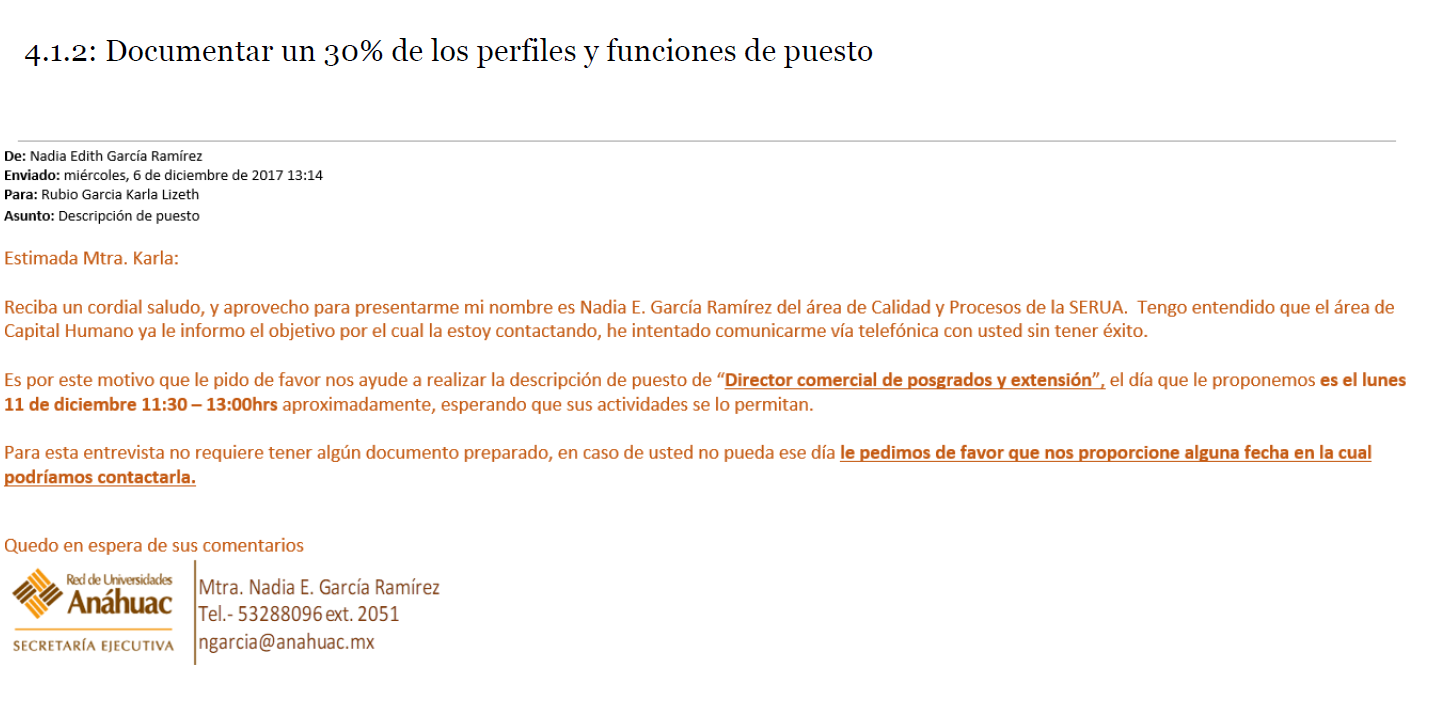 4.1.2: Documentar un 30% de los perfiles y funciones de puesto
De: Nadia Edith García Ramírez
Enviado: miércoles, 6 de diciembre de 2017 13:14
Para: Rubio Garcia Karla Lizeth
Asunto: Descripción de puesto
Estimada Mtra. Karla:
Reciba un cordial saludo, y aprovecho para presentarme mi nombre es Nadia E. García Ramírez del área de Calidad y Procesos de la SERUA.  Tengo entendido que el área de
Capital Humano ya le informo el objetivo por el cual la estoy contactando, he intentado comunicarme vía telefónica con usted sin tener éxito.
Es por este motivo que le pido de favor nos ayude a realizar la descripción de puesto de “Director comercial de posgrados y extensión”, el día que le proponemos es el lunes
11 de diciembre 11:30 – 13:00hrs aproximadamente, esperando que sus actividades se lo permitan.
Para esta entrevista no requiere tener algún documento preparado, en caso de usted no pueda ese día le pedimos de favor que nos proporcione alguna fecha en la cual
podríamos contactarla.
Quedo en espera de sus comentarios
Red de Universidades
Anáhuac
SECRETARÍA EJECUTIVA
Mtra. Nadia E. García Ramírez
Tel.- 53288096 ext. 2051
ngarcia@anahuac.mx